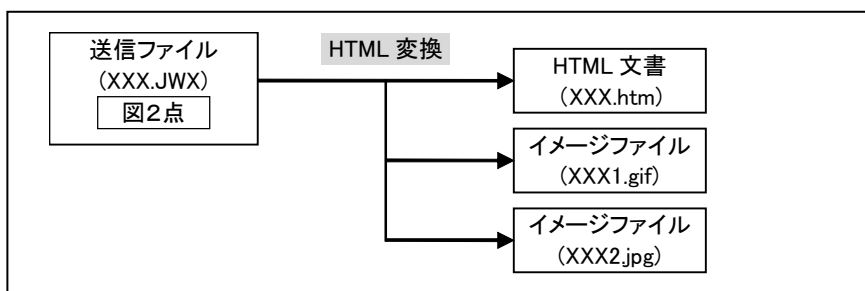 送信ファイル
(XXX.JWX)
図2点
HTML 変換
HTML 文書
(XXX.htm)
イメージファイル
(XXX1.gif)
イメージファイル
(XXX2.jpg)